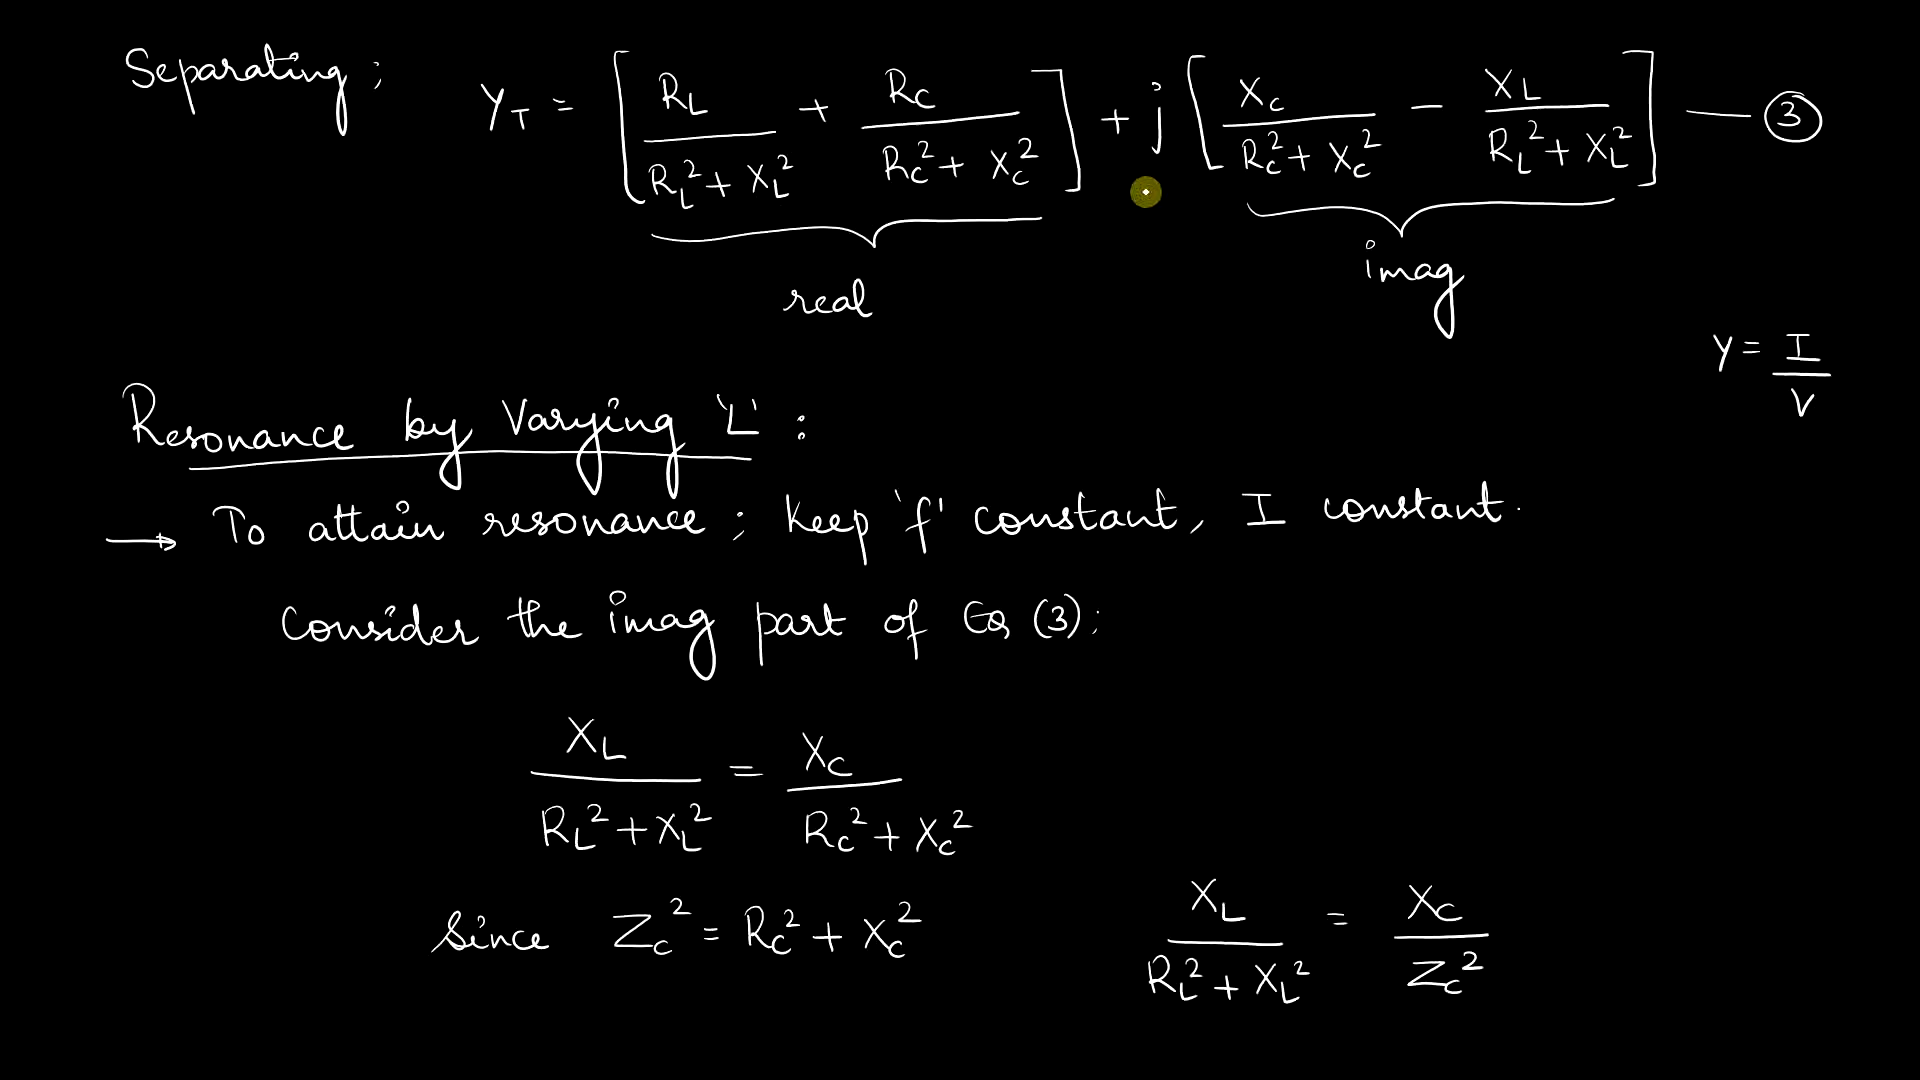 Separating; Y_T = [R_L/(R_L² + X_L²) + R_C/(R_C² + X_C²)] + j [X_C/(R_C² + X_C²) − X_L/(R_L² + X_L²)] — ③
real
imag
Y = I/V
Resonance by Varying 'L' :
→ To attain resonance ; keep 'f' constant, I constant.
Consider the imag part of EQ (3):
X_L/(R_L² + X_L²) = X_C/(R_C² + X_C²)
Since Z_C² = R_C² + X_C²
X_L/(R_L² + X_L²) = X_C/Z_C²